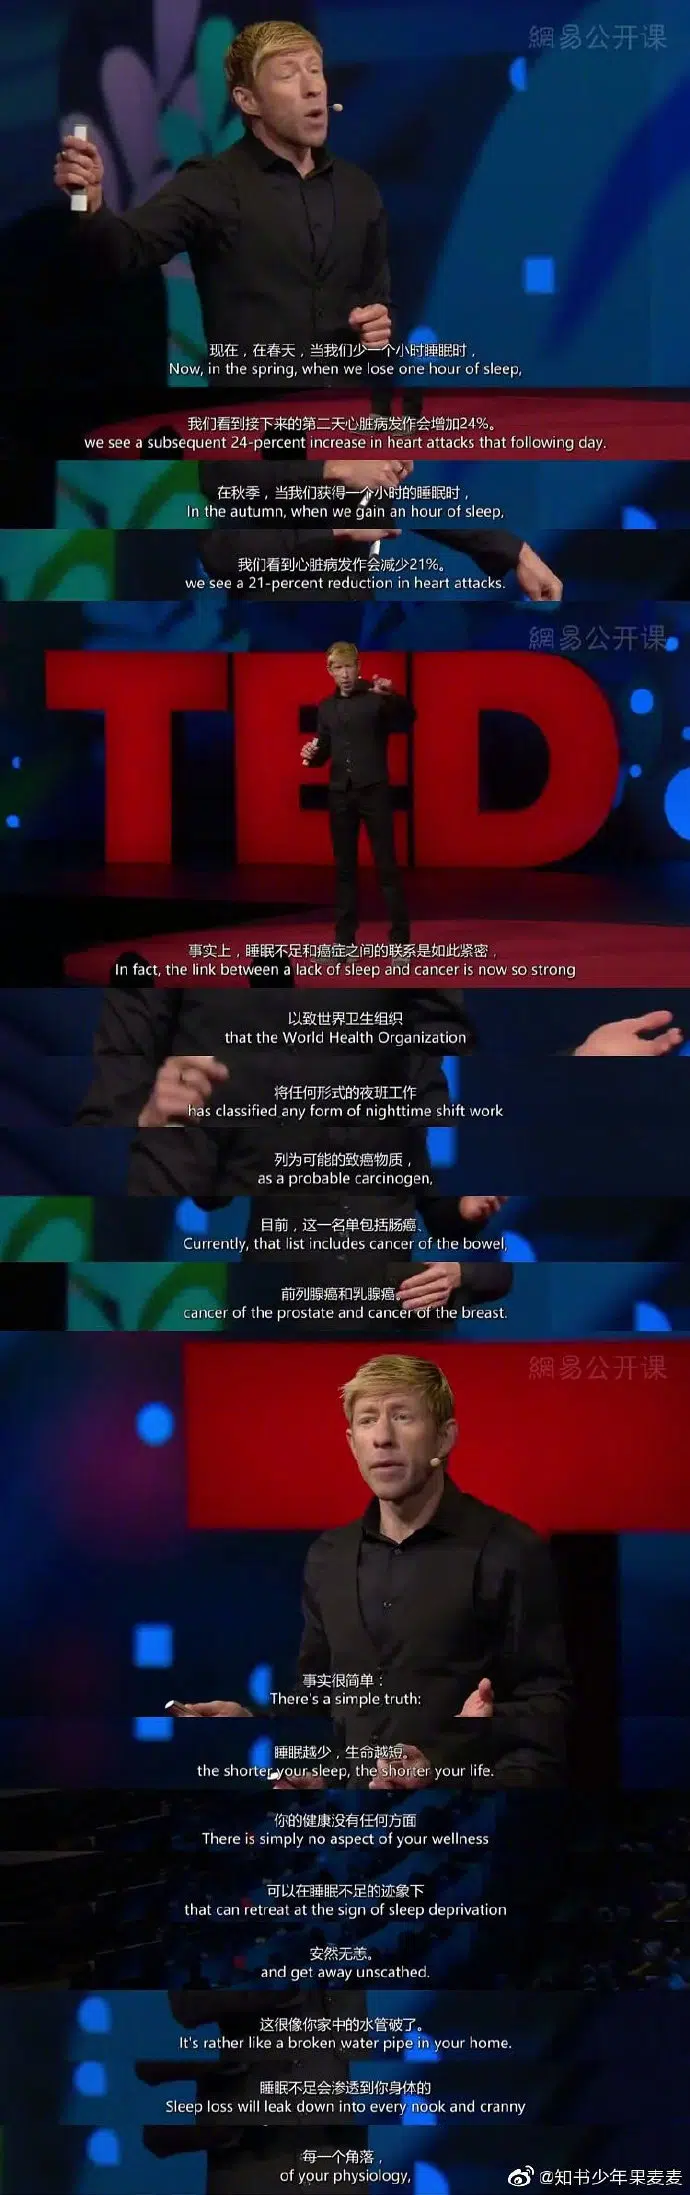 網易公开课
现在，在春天，当我们少一个小时睡眠时，
Now, in the spring, when we lose one hour of sleep,
我们看到接下来的第二天心脏病发作会增加24%。
we see a subsequent 24-percent increase in heart attacks that following day.
在秋季，当我们获得一个小时的睡眠时，
In the autumn, when we gain an hour of sleep,
我们看到心脏病发作会减少21%。
we see a 21-percent reduction in heart attacks.
網易公开课
TED
事实上，睡眠不足和癌症之间的联系是如此紧密，
In fact, the link between a lack of sleep and cancer is now so strong
以致世界卫生组织
that the World Health Organization
将任何形式的夜班工作
has classified any form of nighttime shift work
列为可能的致癌物质，
as a probable carcinogen,
目前，这一名单包括肠癌、
Currently, that list includes cancer of the bowel,
前列腺癌和乳腺癌。
cancer of the prostate and cancer of the breast.
網易公开课
事实很简单：
There's a simple truth:
睡眠越少，生命越短。
the shorter your sleep, the shorter your life.
你的健康没有任何方面
There is simply no aspect of your wellness
可以在睡眠不足的迹象下
that can retreat at the sign of sleep deprivation
安然无恙。
and get away unscathed.
这很像你家中的水管破了。
It's rather like a broken water pipe in your home.
睡眠不足会渗透到你身体的
Sleep loss will leak down into every nook and cranny
每一个角落，
of your physiology,
@知书少年果麦麦